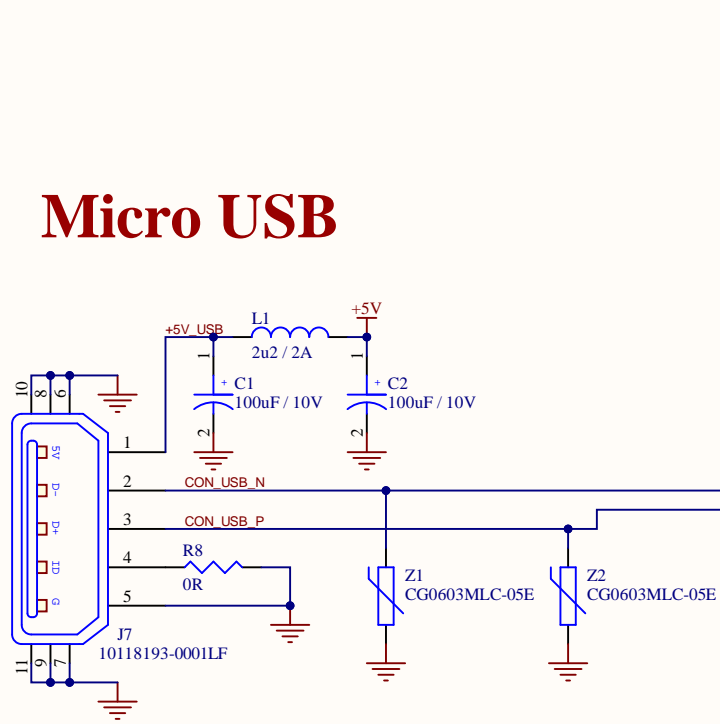 Micro USB
+5V
L1
+5V_USB
2u2 / 2A
1
1
+ C1
100uF / 10V
+ C2
100uF / 10V
2
2
10
8
6
1
5V
2
CON_USB_N
D-
3
CON_USB_P
D+
4
R8
0R
ID
5
G
Z1
CG0603MLC-05E
Z2
CG0603MLC-05E
J7
10118193-0001LF
11
9
7